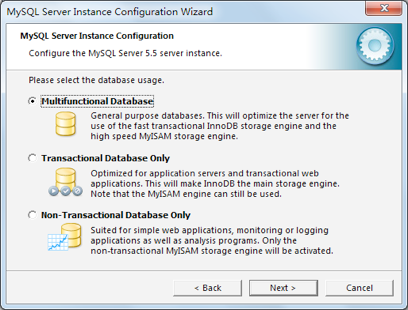 MySQL Server Instance Configuration Wizard
MySQL Server Instance Configuration
Configure the MySQL Server 5.5 server instance.
Please select the database usage.
Multifunctional Database
General purpose databases. This will optimize the server for the
use of the fast transactional InnoDB storage engine and the
high speed MyISAM storage engine.
Transactional Database Only
Optimized for application servers and transactional web
applications. This will make InnoDB the main storage engine.
Note that the MyISAM engine can still be used.
Non-Transactional Database Only
Suited for simple web applications, monitoring or logging
applications as well as analysis programs. Only the
non-transactional MyISAM storage engine will be activated.
< Back
Next >
Cancel